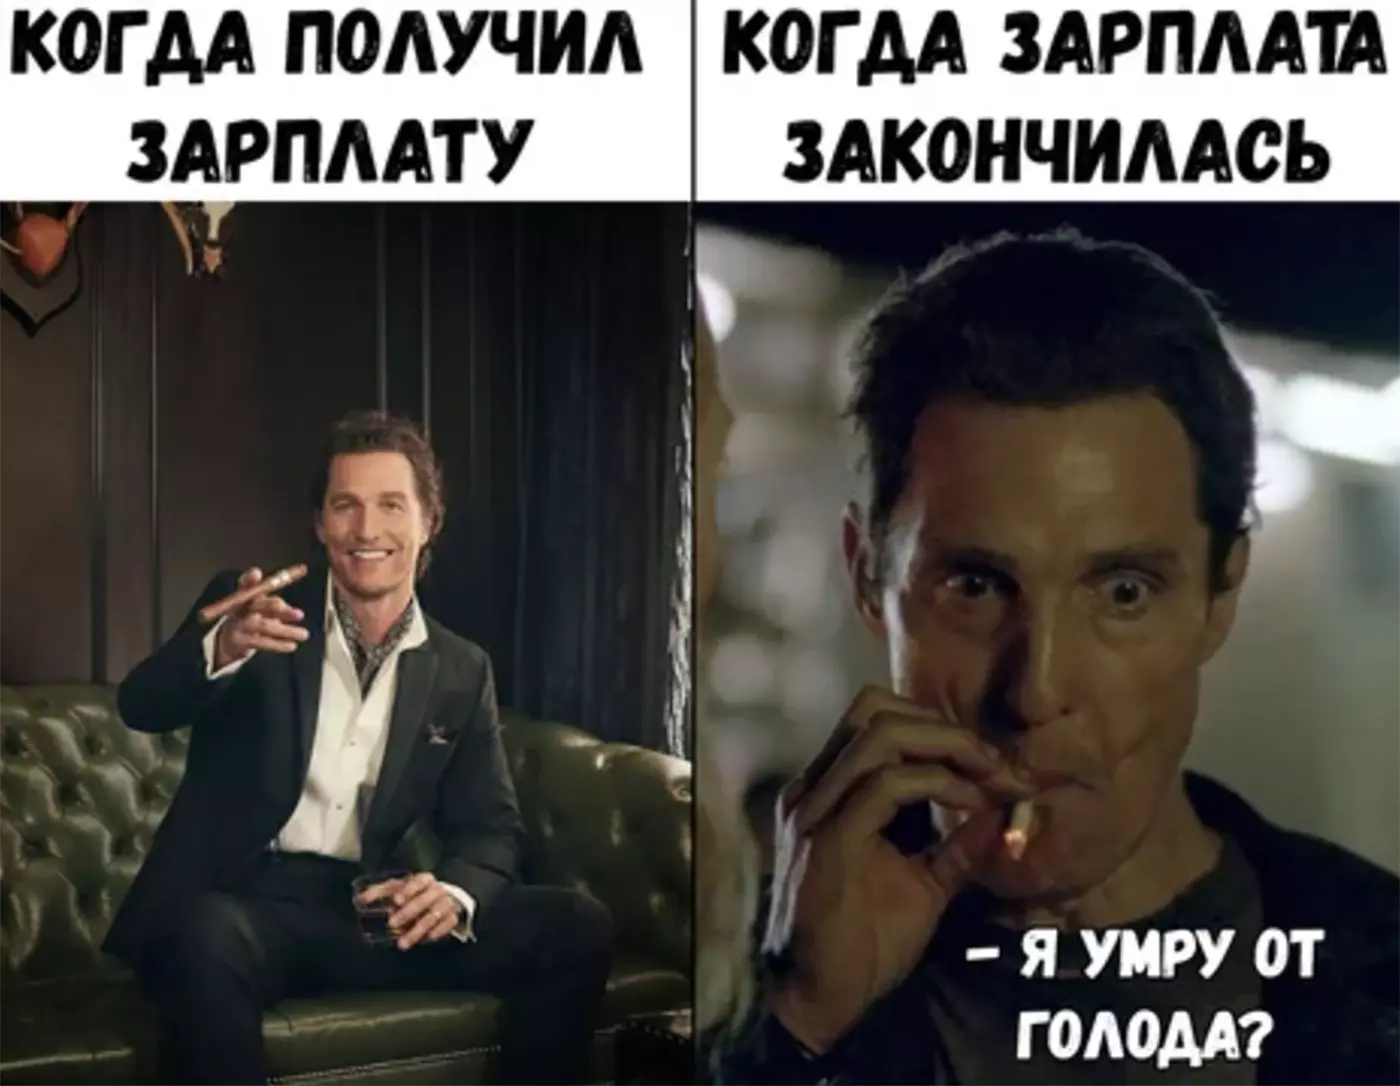 КОГДА ПОЛУЧИЛ
ЗАРПЛАТУ
КОГДА ЗАРПЛАТА
ЗАКОНЧИЛАСЬ
- Я УМРУ ОТ
ГОЛОДА?